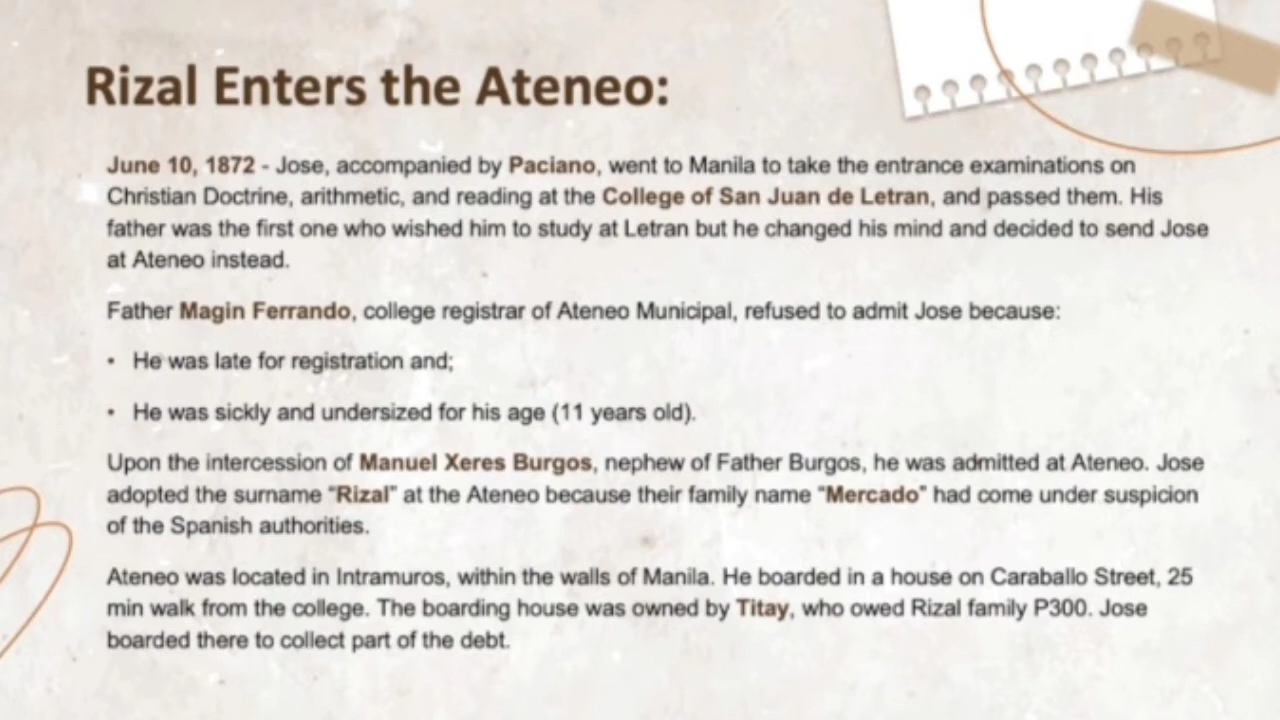 Rizal Enters the Ateneo:
June 10, 1872 - Jose, accompanied by Paciano, went to Manila to take the entrance examinations on
Christian Doctrine, arithmetic, and reading at the College of San Juan de Letran, and passed them. His
father was the first one who wished him to study at Letran but he changed his mind and decided to send Jose
at Ateneo instead.
Father Magin Ferrando, college registrar of Ateneo Municipal, refused to admit Jose because:
• He was late for registration and;
• He was sickly and undersized for his age (11 years old).
Upon the intercession of Manuel Xeres Burgos, nephew of Father Burgos, he was admitted at Ateneo. Jose
adopted the surname "Rizal" at the Ateneo because their family name "Mercado" had come under suspicion
of the Spanish authorities.
Ateneo was located in Intramuros, within the walls of Manila. He boarded in a house on Caraballo Street, 25
min walk from the college. The boarding house was owned by Titay, who owed Rizal family P300. Jose
boarded there to collect part of the debt.